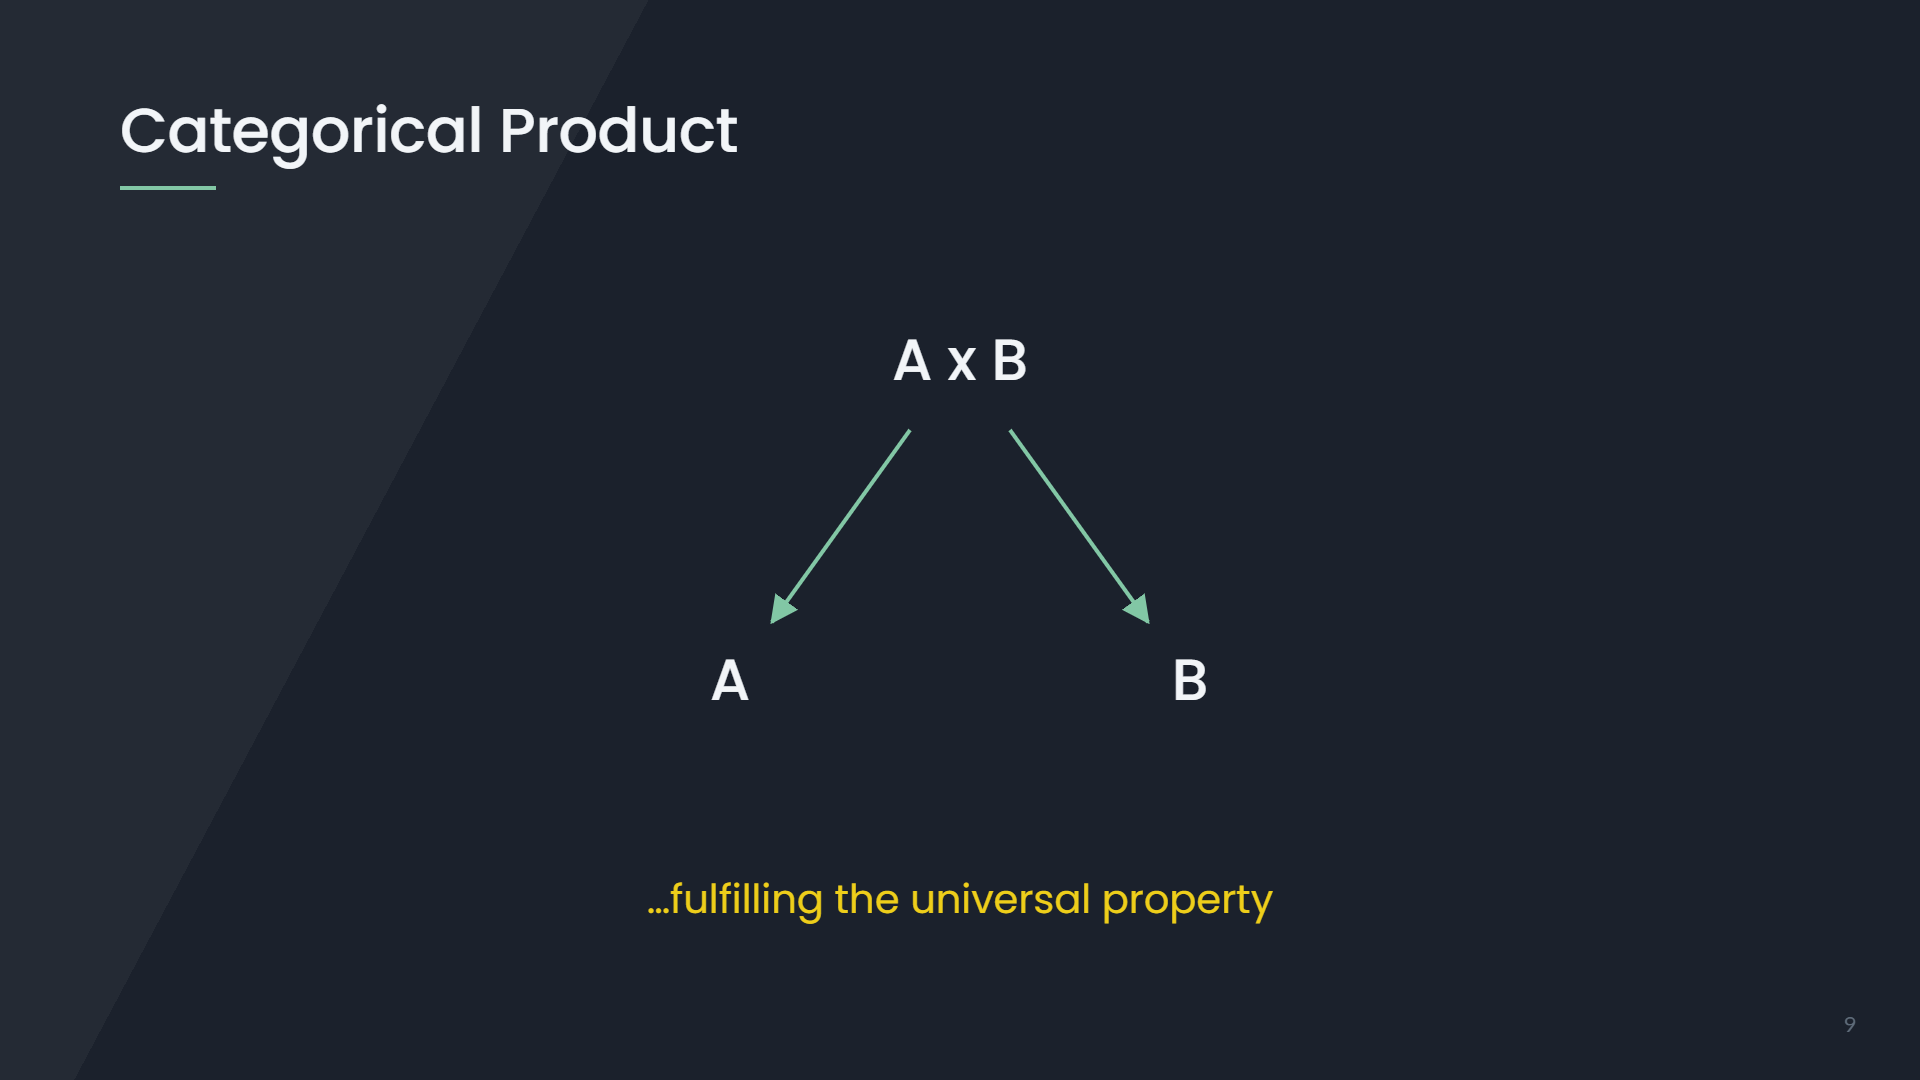 Categorical Product
A x B
A B
...fulfilling the universal property
9